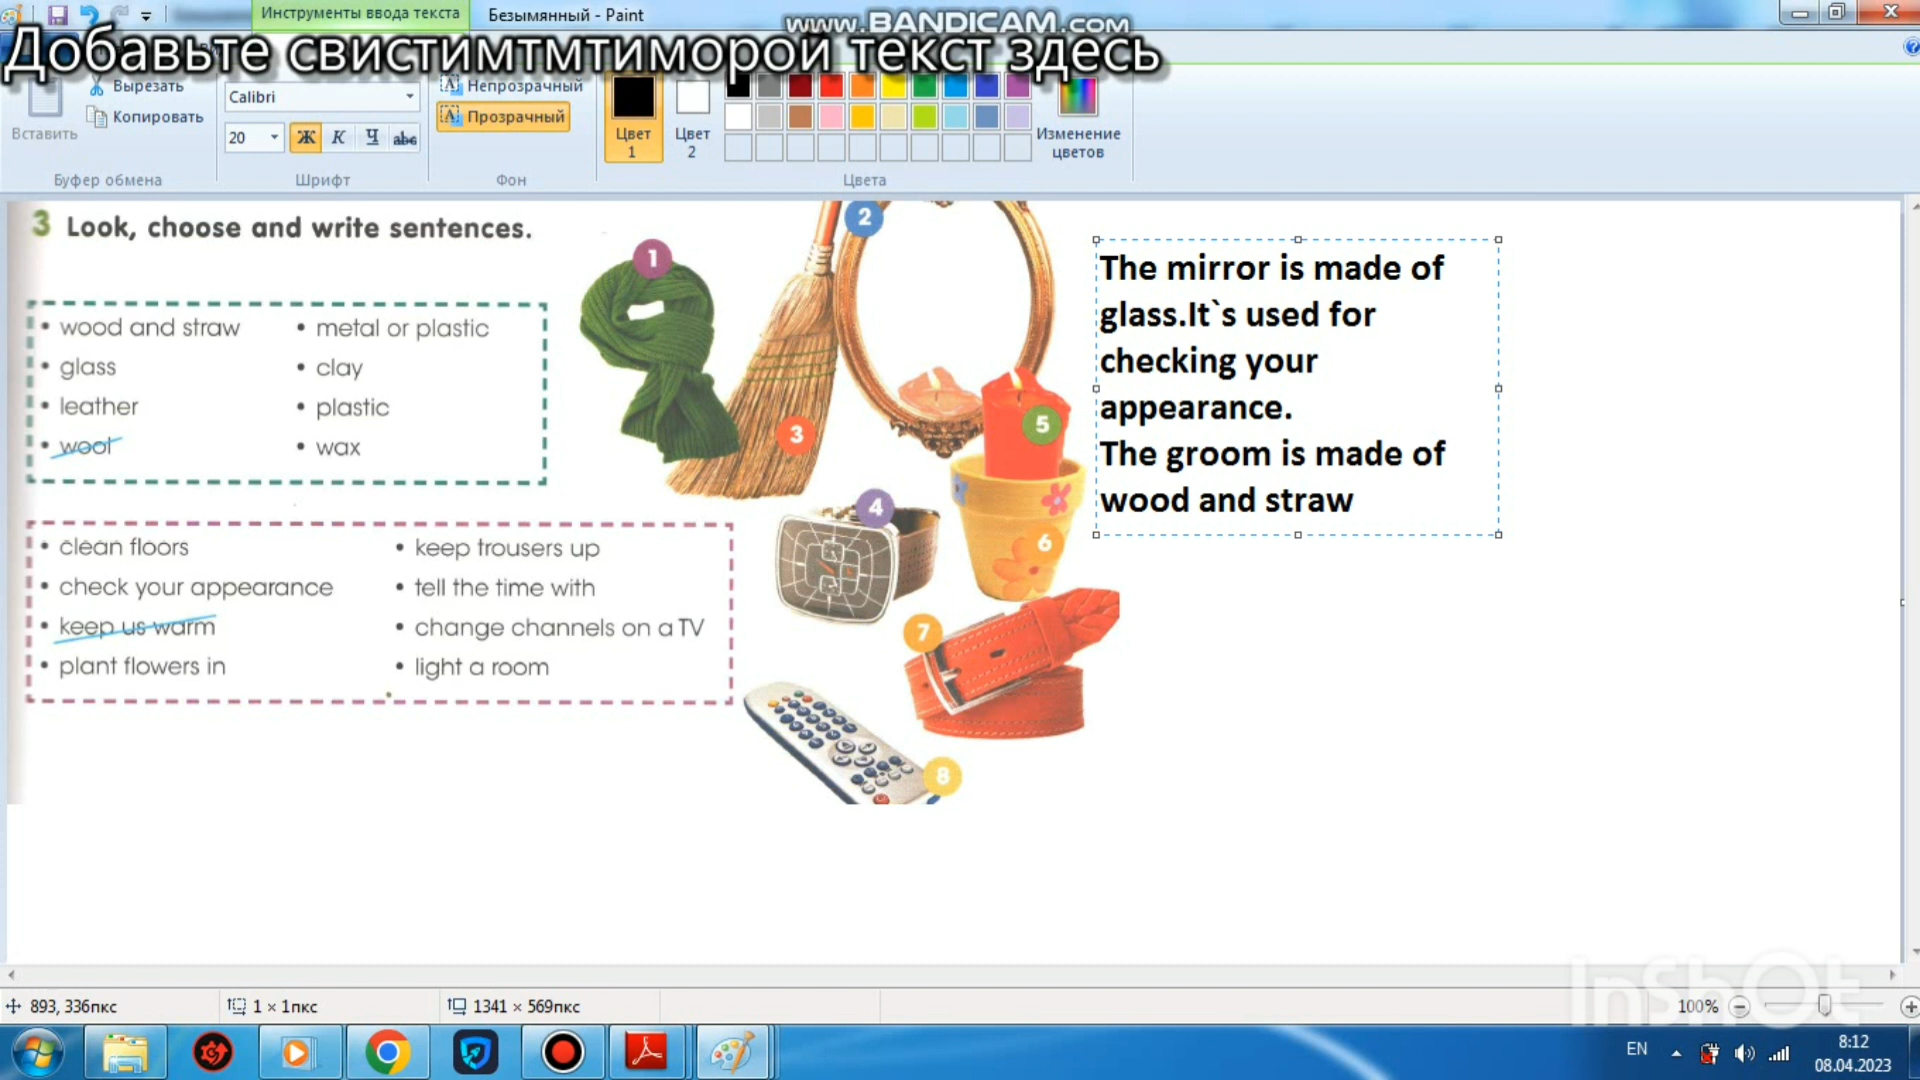 Инструменты ввода текста
Безымянный - Paint
www.BANDICAM.com
Добавьте свистимтмтиморой текст здесь
Вырезать
Копировать
Вставить
Буфер обмена
Calibri
20
Ж К Ч abc
Шрифт
Непрозрачный
Прозрачный
Фон
Цвет 1
Цвет 2
Цвета
Изменение цветов
3 Look, choose and write sentences.
• wood and straw
• glass
• leather
• wool
• metal or plastic
• clay
• plastic
• wax
• clean floors
• check your appearance
• keep us warm
• plant flowers in
• keep trousers up
• tell the time with
• change channels on a TV
• light a room
1
2
3
4
5
6
7
8
The mirror is made of
glass.It`s used for
checking your
appearance.
The groom is made of
wood and straw
InShOt
893, 336пкс
1 × 1пкс
1341 × 569пкс
100%
EN
8:12
08.04.2023